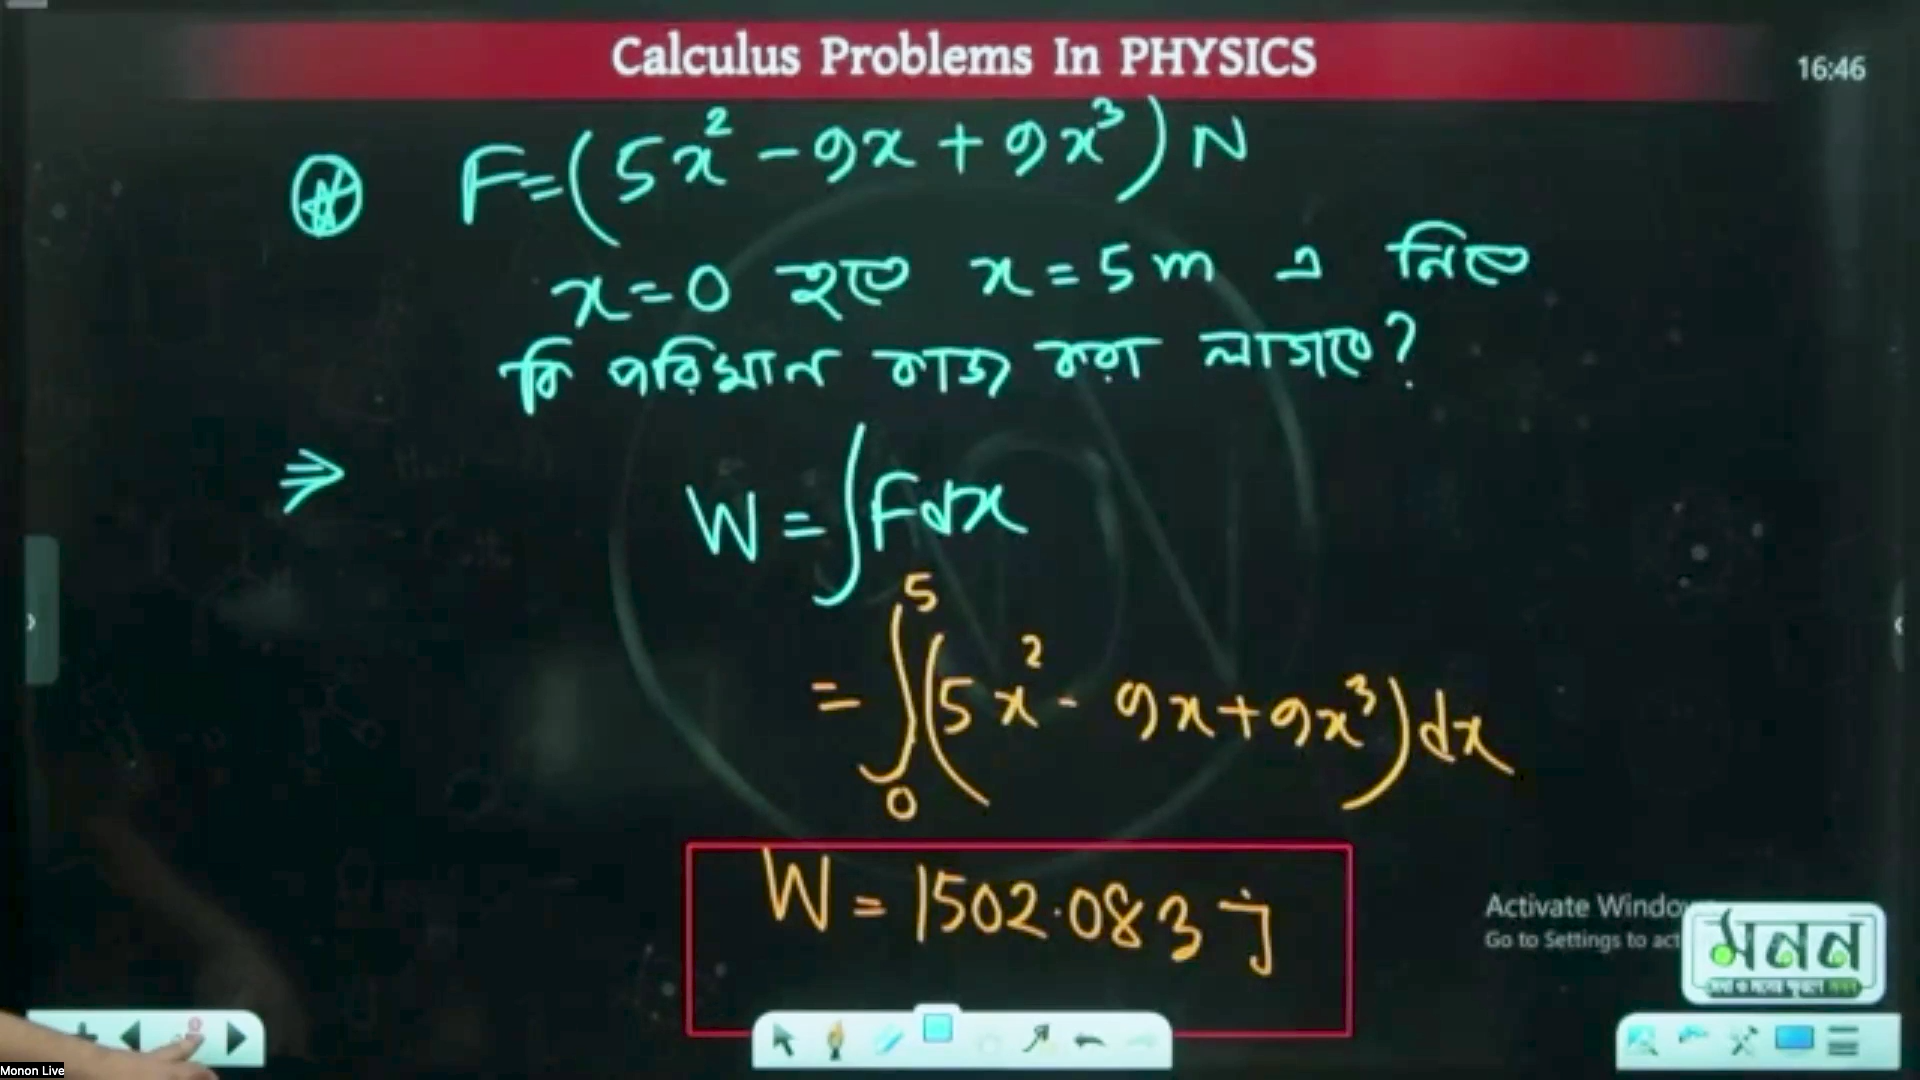 Calculus Problems In PHYSICS
16:46
F=(5x² - 9x + 9x³) N
x=0 হতে x=5m এ নিতে
কি পরিমান কাজ করা লাগবে?
⇒ W = ∫Fdx
= ∫₀⁵(5x² - 9x + 9x³)dx
W = 1502.083 j
Activate Windo
Go to Settings to act
মনন
Monon Live